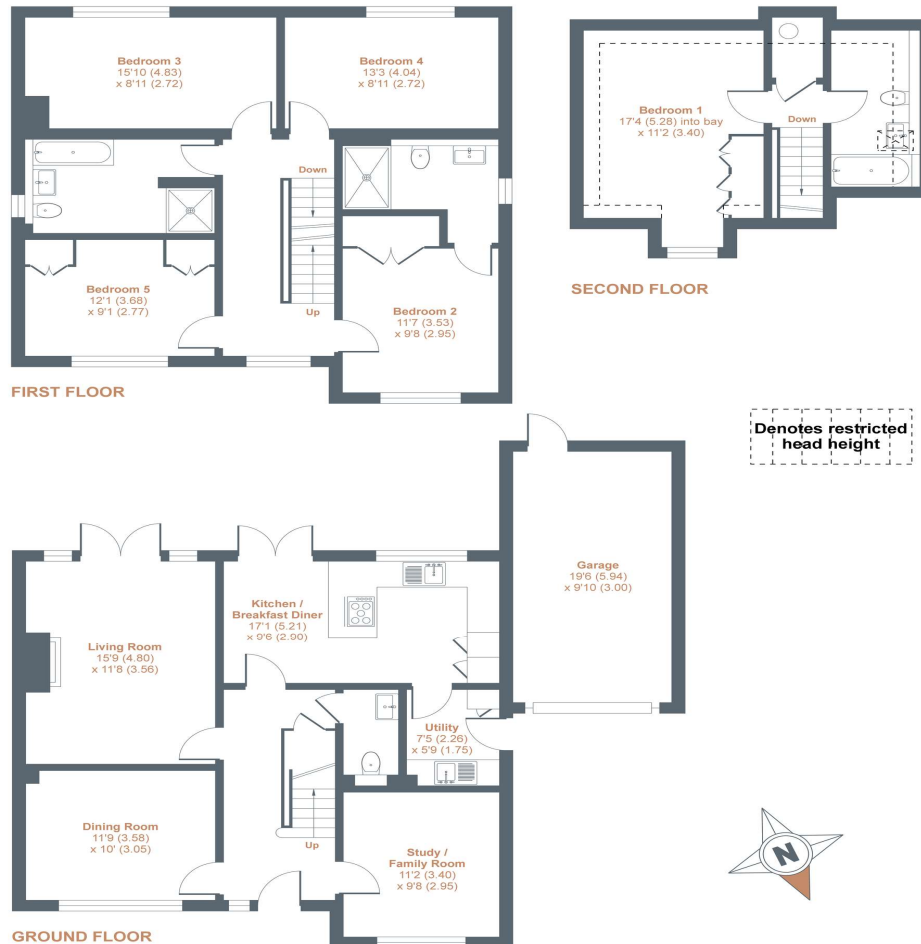 Bedroom 3
15'10 (4.83)
x 8'11 (2.72)
Bedroom 4
13'3 (4.04)
x 8'11 (2.72)
Down
Bedroom 5
12'1 (3.68)
x 9'1 (2.77)
Up
Bedroom 2
11'7 (3.53)
x 9'8 (2.95)
FIRST FLOOR
Bedroom 1
17'4 (5.28) into bay
x 11'2 (3.40)
Down
SECOND FLOOR
Denotes restricted
head height
Garage
19'6 (5.94)
x 9'10 (3.00)
Kitchen /
Breakfast Diner
17'1 (5.21)
x 9'6 (2.90)
Living Room
15'9 (4.80)
x 11'8 (3.56)
Utility
7'5 (2.26)
x 5'9 (1.75)
Dining Room
11'9 (3.58)
x 10' (3.05)
Up
Study /
Family Room
11'2 (3.40)
x 9'8 (2.95)
N
GROUND FLOOR